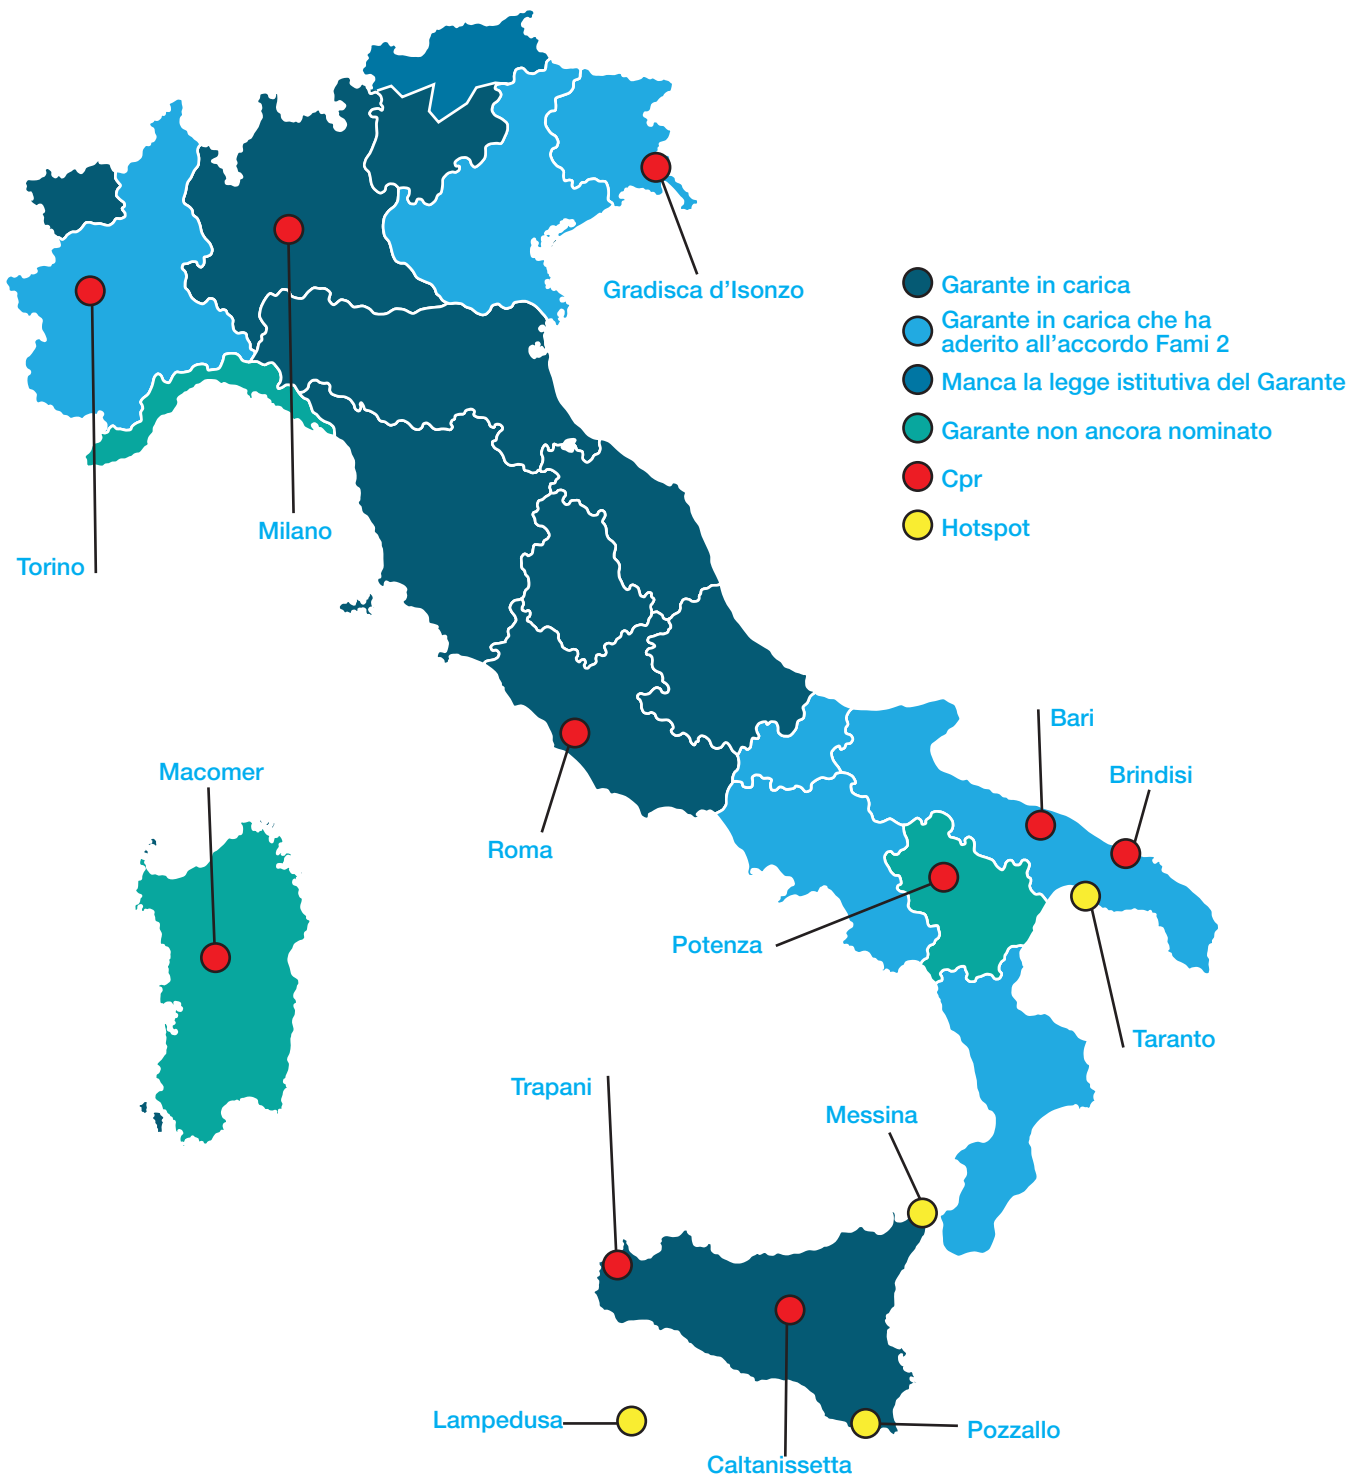 Gradisca d'Isonzo
Garante in carica
Garante in carica che ha
aderito all'accordo Fami 2
Manca la legge istitutiva del Garante
Garante non ancora nominato
Cpr
Hotspot
Milano
Torino
Bari
Macomer
Brindisi
Roma
Potenza
Taranto
Trapani
Messina
Lampedusa
Pozzallo
Caltanissetta